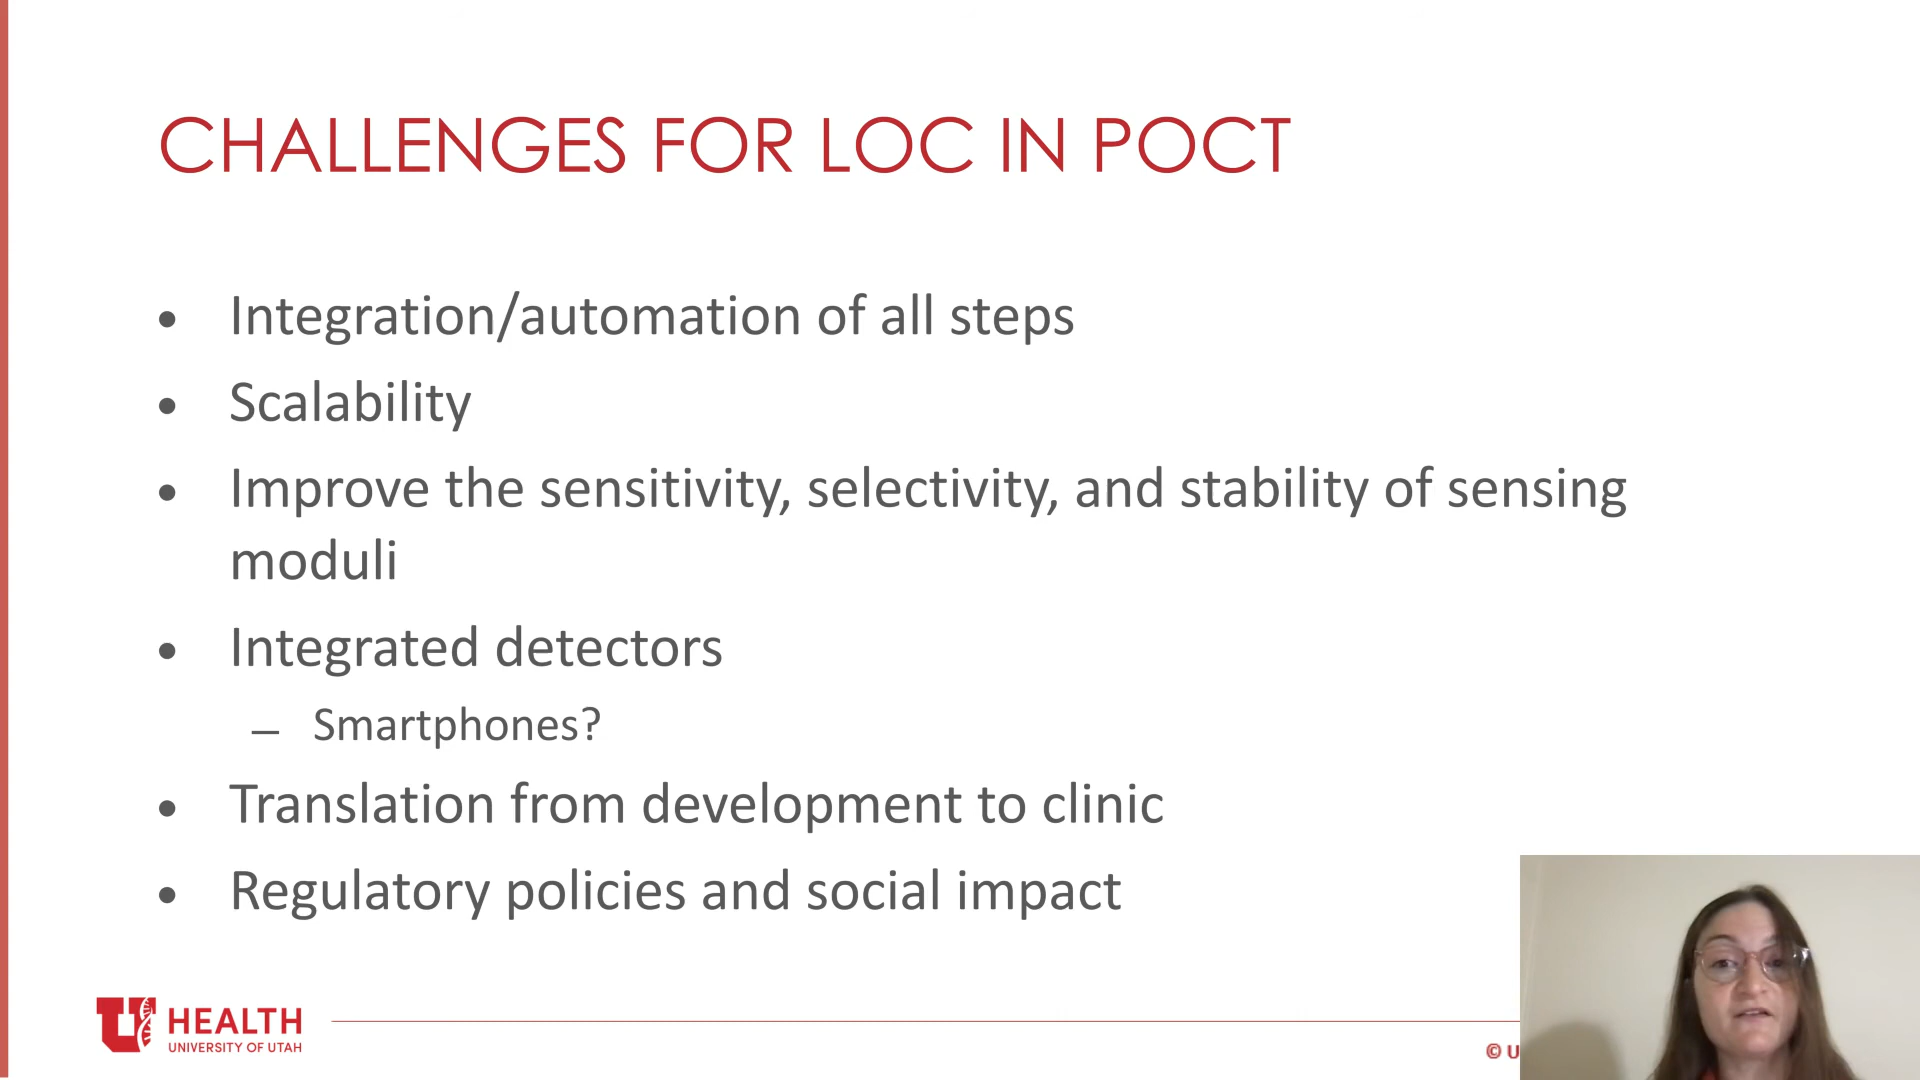 CHALLENGES FOR LOC IN POCT
• Integration/automation of all steps
• Scalability
• Improve the sensitivity, selectivity, and stability of sensing
moduli
• Integrated detectors
– Smartphones?
• Translation from development to clinic
• Regulatory policies and social impact
U HEALTH
UNIVERSITY OF UTAH
© U